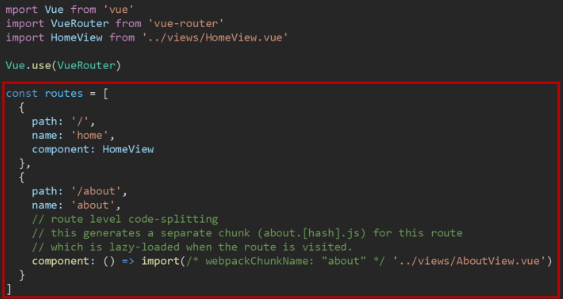 mport Vue from 'vue'
import VueRouter from 'vue-router'
import HomeView from '../views/HomeView.vue'
Vue.use(VueRouter)
const routes = [
  {
    path: '/',
    name: 'home',
    component: HomeView
  },
  {
    path: '/about',
    name: 'about',
    // route level code-splitting
    // this generates a separate chunk (about.[hash].js) for this route
    // which is lazy-loaded when the route is visited.
    component: () => import(/* webpackChunkName: "about" */ '../views/AboutView.vue')
  }
]